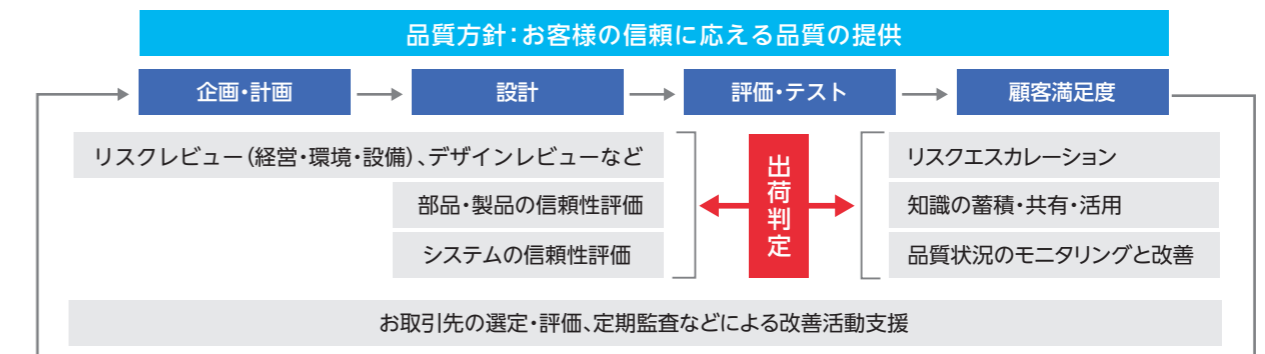 品質方針：お客様の信頼に応える品質の提供
企画・計画
設計
評価・テスト
顧客満足度
リスクレビュー（経営・環境・設備）、デザインレビューなど
部品・製品の信頼性評価
システムの信頼性評価
出荷判定
リスクエスカレーション
知識の蓄積・共有・活用
品質状況のモニタリングと改善
お取引先の選定・評価、定期監査などによる改善活動支援